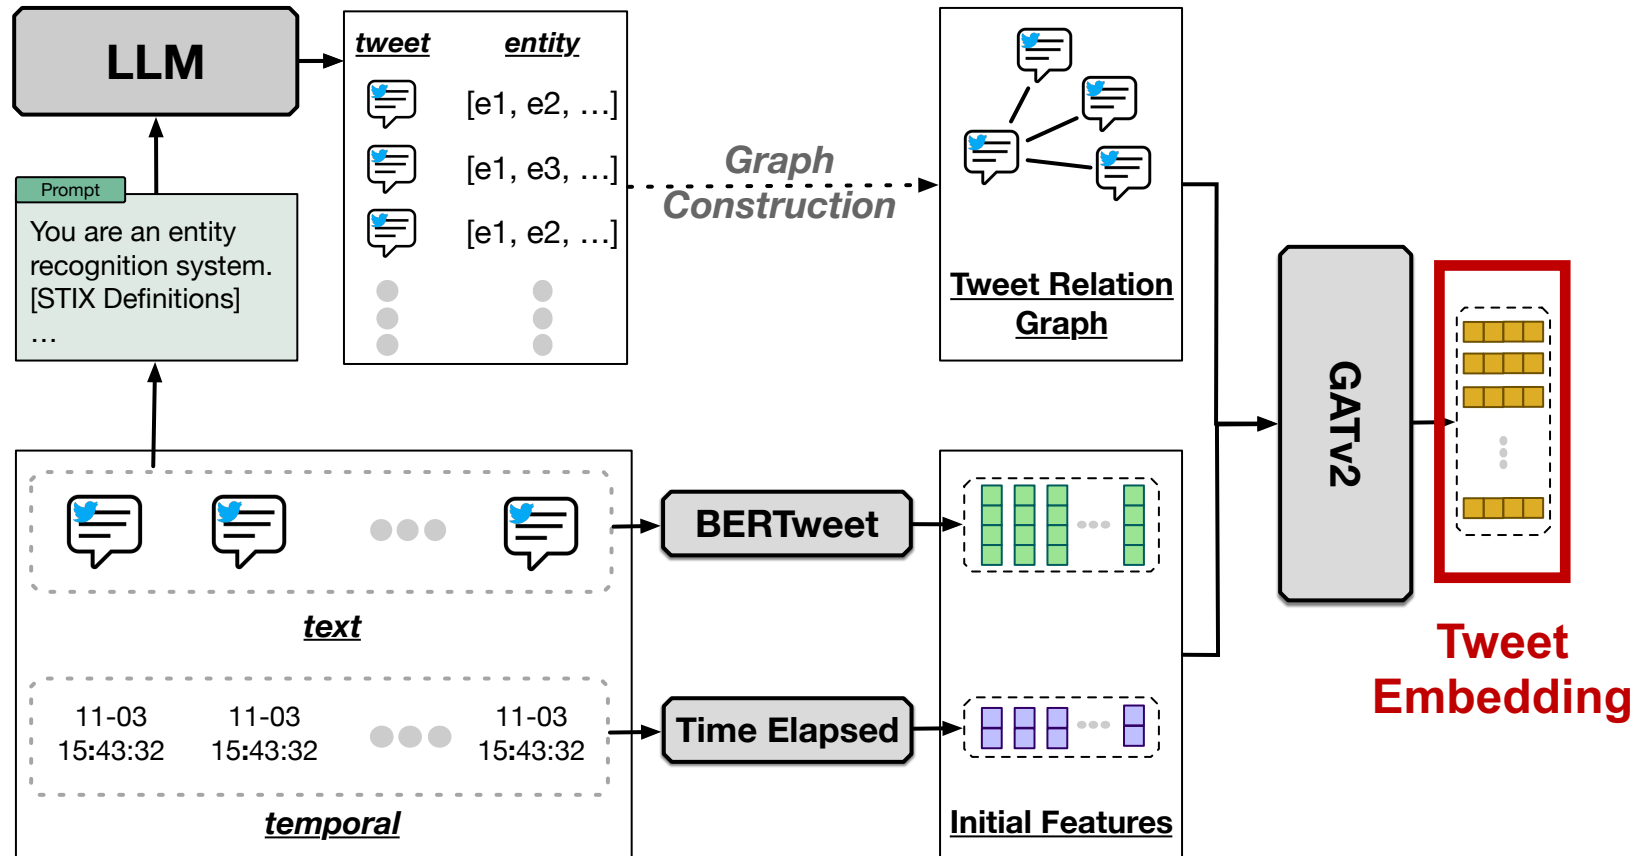 LLM
Prompt
You are an entity
recognition system.
[STIX Definitions]
...
tweet entity
[e1, e2, ...]
[e1, e3, ...]
[e1, e2, ...]
Graph
Construction
Tweet Relation
Graph
text
BERTweet
11-03 11-03 11-03
15:43:32 15:43:32 15:43:32
temporal
Time Elapsed
Initial Features
GATv2
Tweet
Embedding